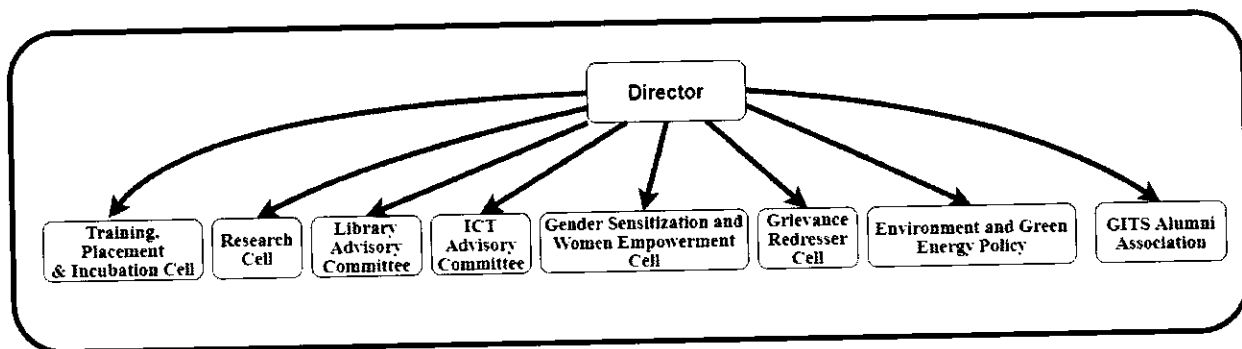 Director
Training,
Placement
& Incubation Cell
Research
Cell
Library
Advisory
Committee
ICT
Advisory
Committee
Gender Sensitization and
Women Empowerment
Cell
Grievance
Redresser
Cell
Environment and Green
Energy Policy
GITS Alumni
Association